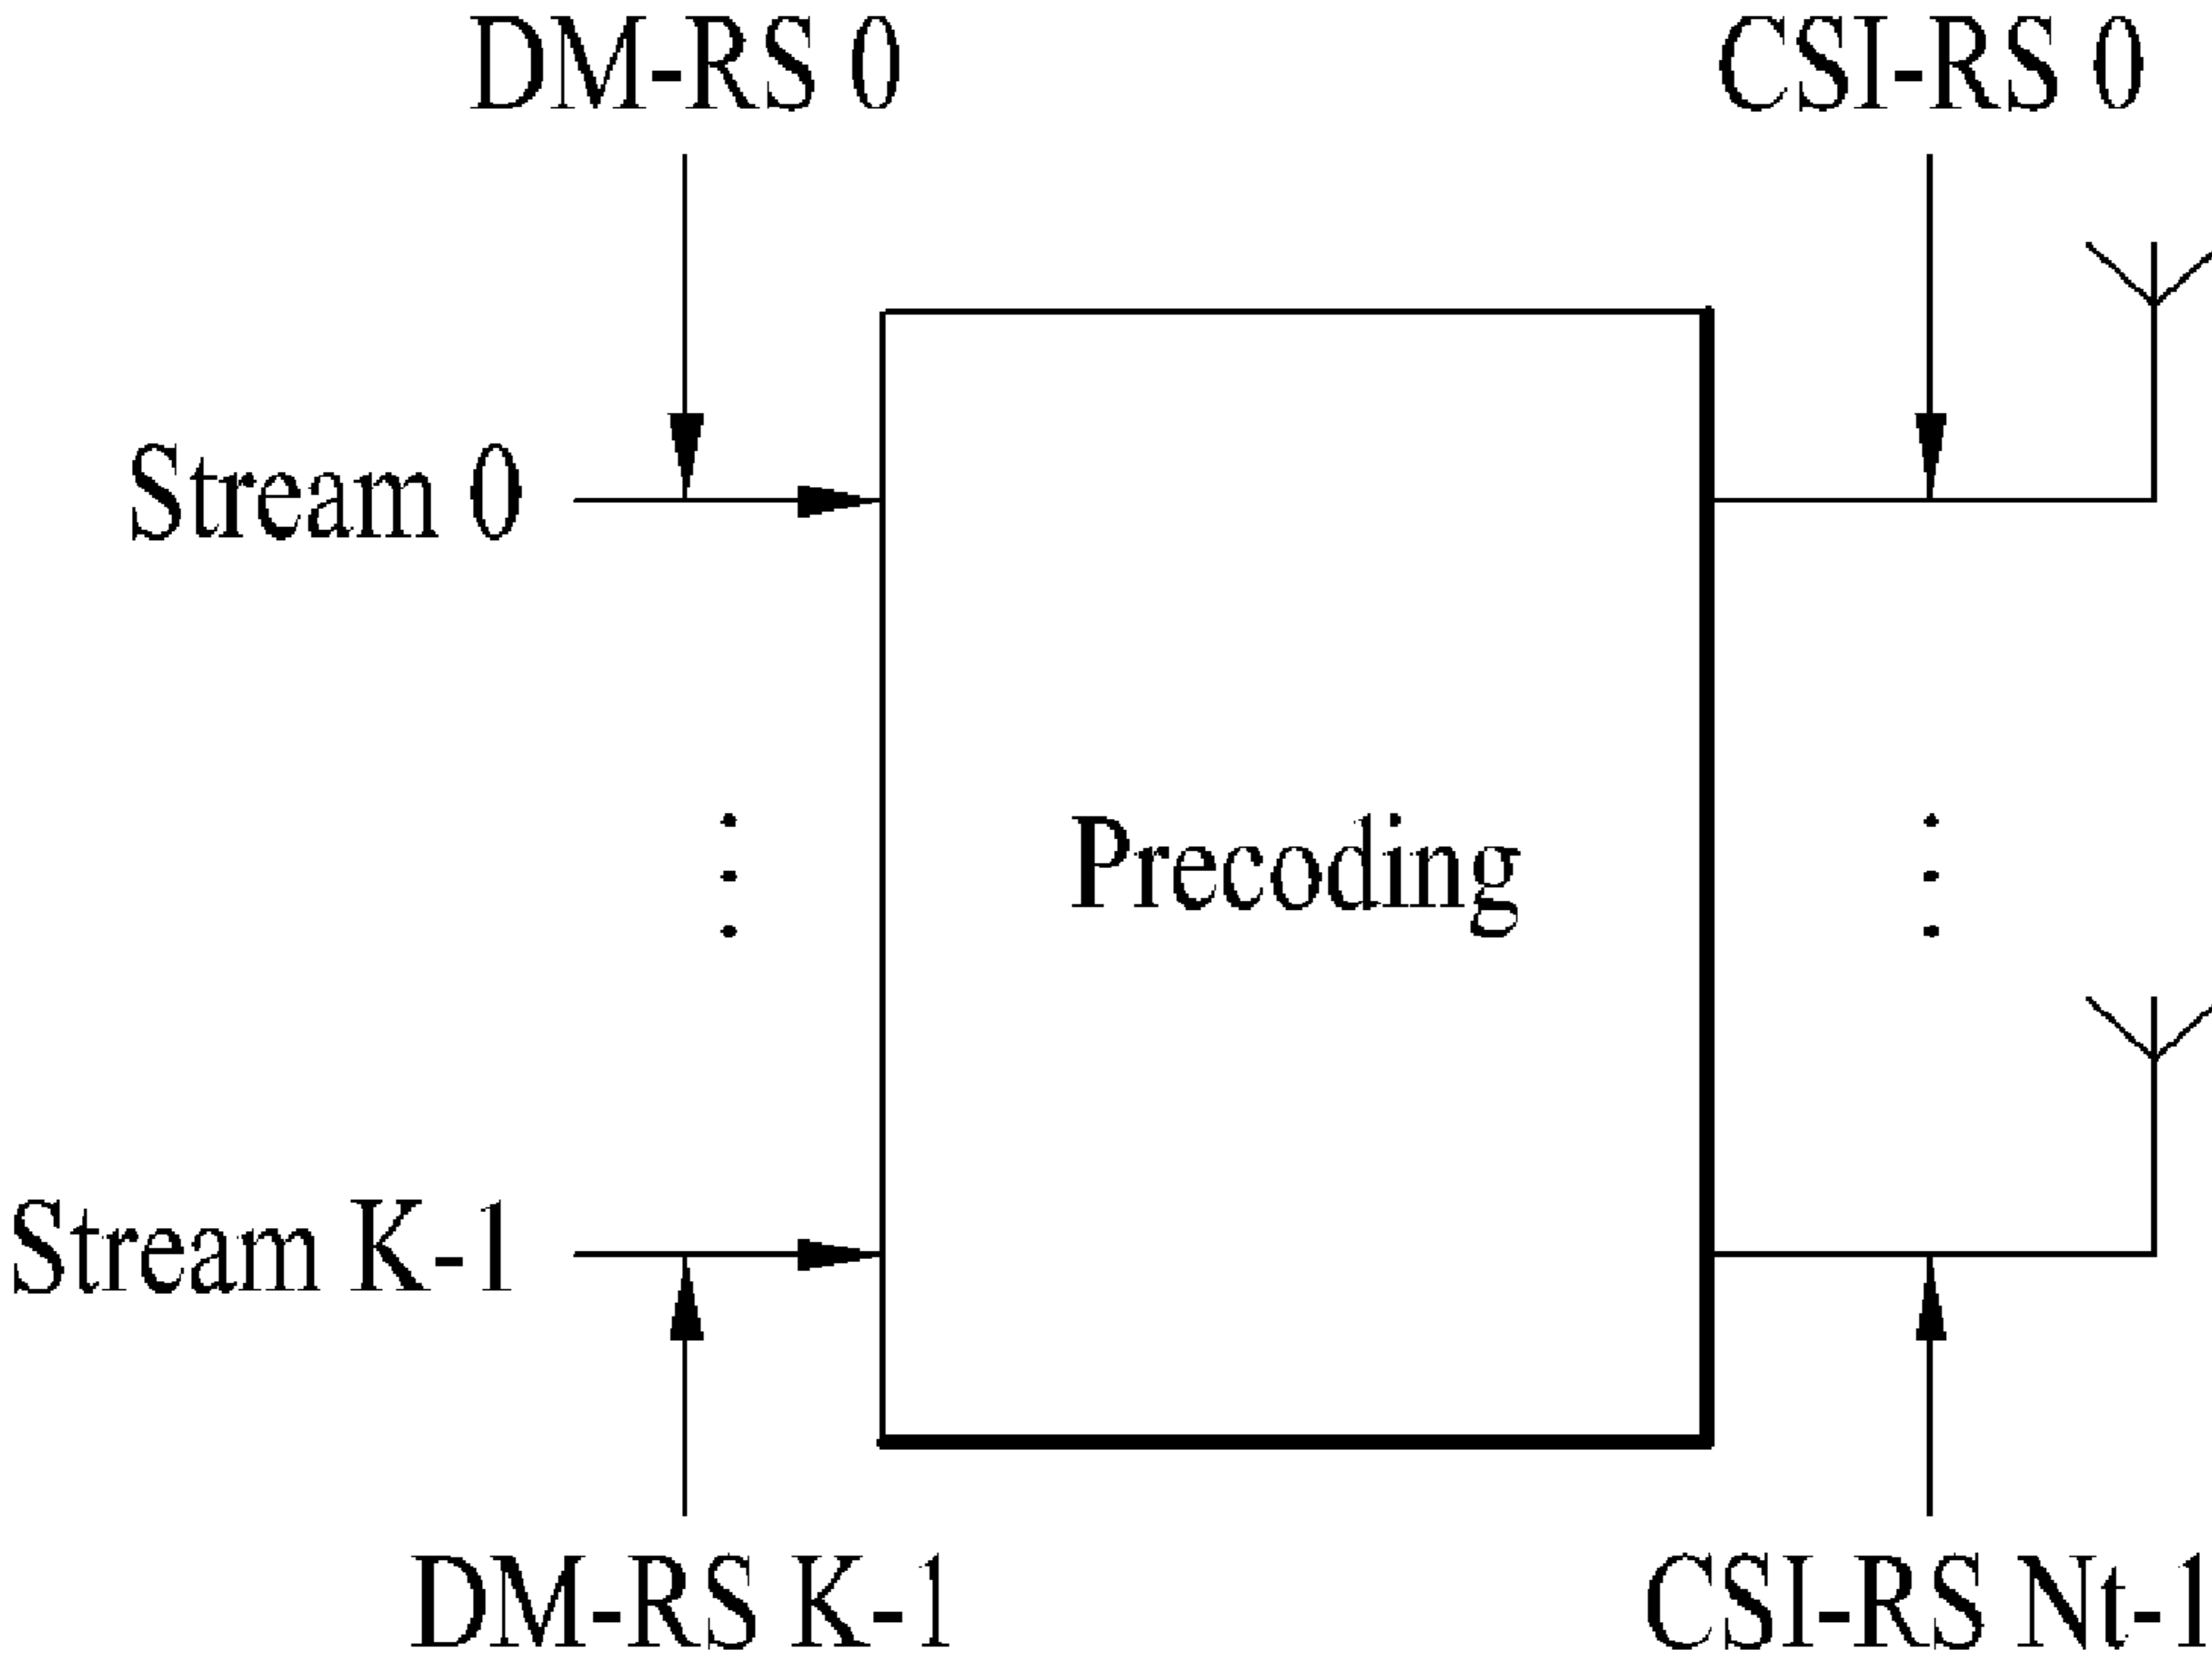 DM-RS 0
CSI-RS 0
Stream 0
Precoding
Stream K-1
DM-RS K-1
CSI-RS Nt-1